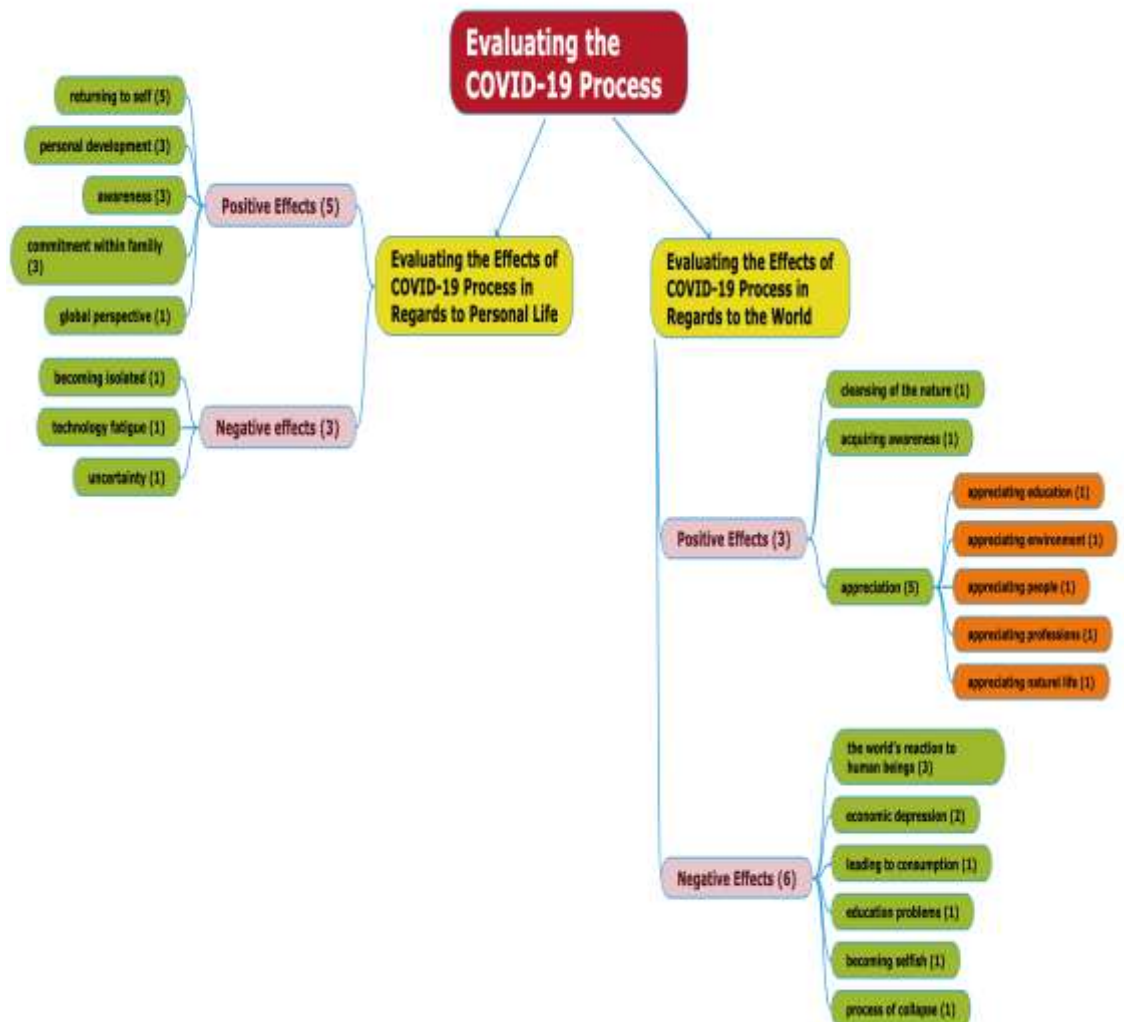 Evaluating the
COVID-19 Process
returning to self (5)
personal development (3)
awareness (3)
commitment within familiy
(3)
global perspective (1)
Positive Effects (5)
becoming isolated (1)
technology fatigue (1)
uncertainty (1)
Negative effects (3)
Evaluating the Effects of
COVID-19 Process in
Regards to Personal Life
Evaluating the Effects of
COVID-19 Process in
Regards to the World
Positive Effects (3)
cleansing of the nature (1)
acquiring awareness (1)
appreciation (5)
appreciating education (1)
appreciating environment (1)
appreciating people (1)
appreciating professions (1)
appreciating naturel life (1)
Negative Effects (6)
the world's reaction to
human beings (3)
economic depression (2)
leading to consumption (1)
education problems (1)
becoming selfish (1)
process of collapse (1)